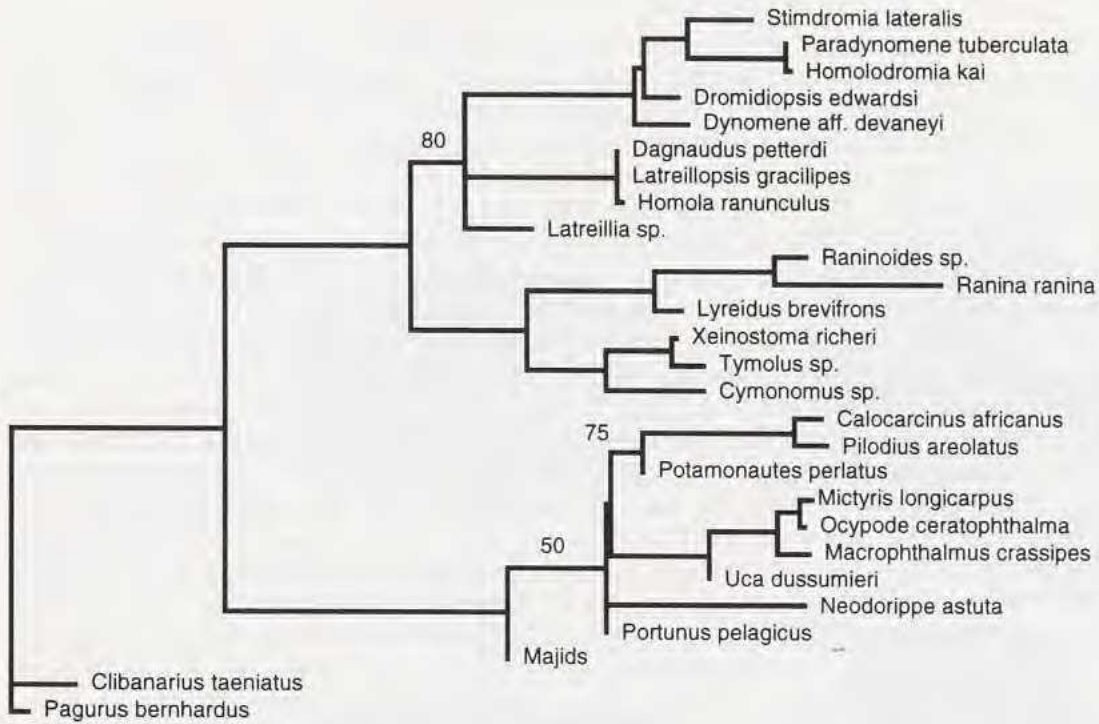 Stimdromia lateralis
Paradynomene tuberculata
Homolodromia kai
Dromidiopsis edwardsi
Dynomene aff. devaneyi
80
Dagnaudus petterdi
Latreillopsis gracilipes
Homola ranunculus
Latreillia sp.
Raninoides sp.
Ranina ranina
Lyreidus brevifrons
Xeinostoma richeri
Tymolus sp.
Cymonomus sp.
Calocarcinus africanus
75
Pilodius areolatus
Potamonautes perlatus
Mictyris longicarpus
Ocypode ceratophthalma
50
Macrophthalmus crassipes
Uca dussumieri
Neodorippe astuta
Portunus pelagicus
Majids
Clibanarius taeniatus
Pagurus bernhardus